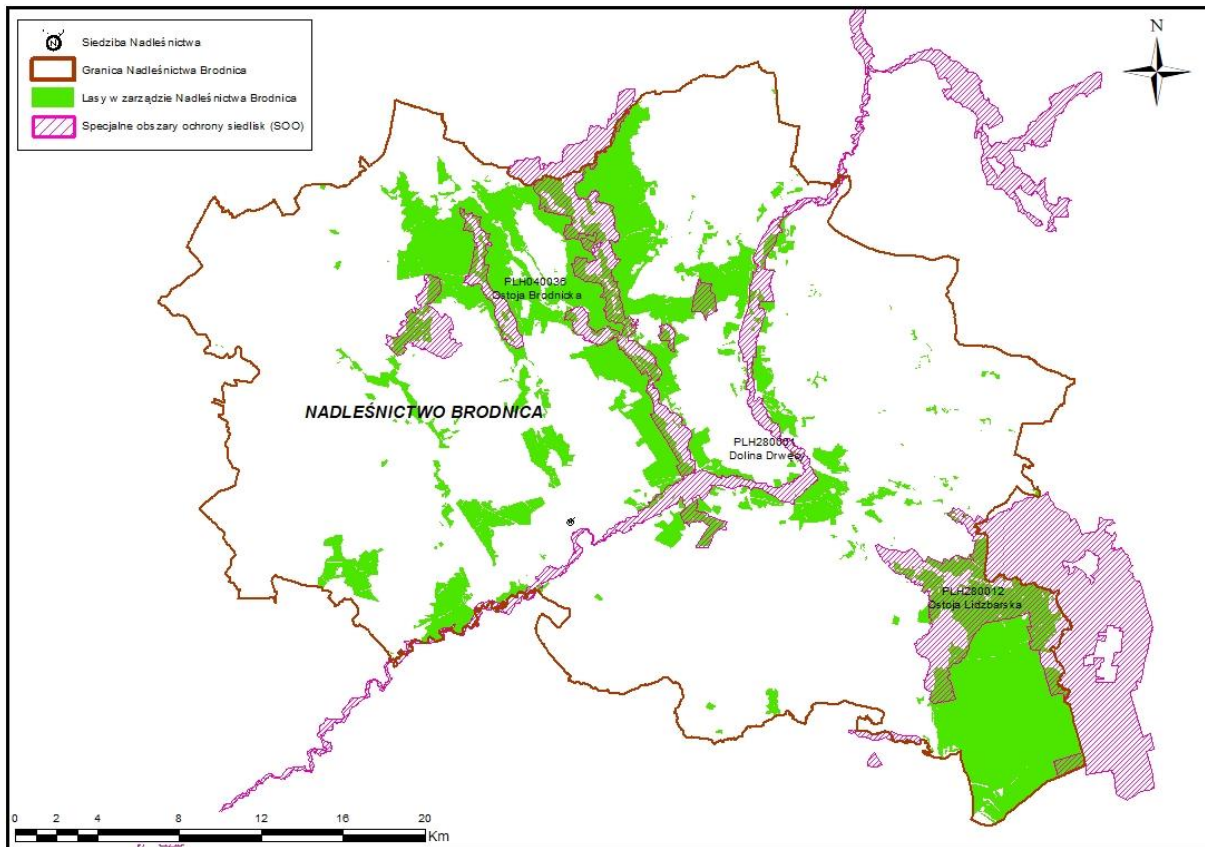 Siedziba Nadleśnictwa
Granica Nadleśnictwa Brodnica
Lasy w zarządzie Nadleśnictwa Brodnica
Specjalne obszary ochrony siedlisk (SOO)
N
N
PLH040036
Ostoja Brodnicka
NADLEŚNICTWO BRODNICA
PLH280001
Dolina Drwęcy
PLH280012
Ostoja Lidzbarska
0 2 4 8 12 16 20
Km